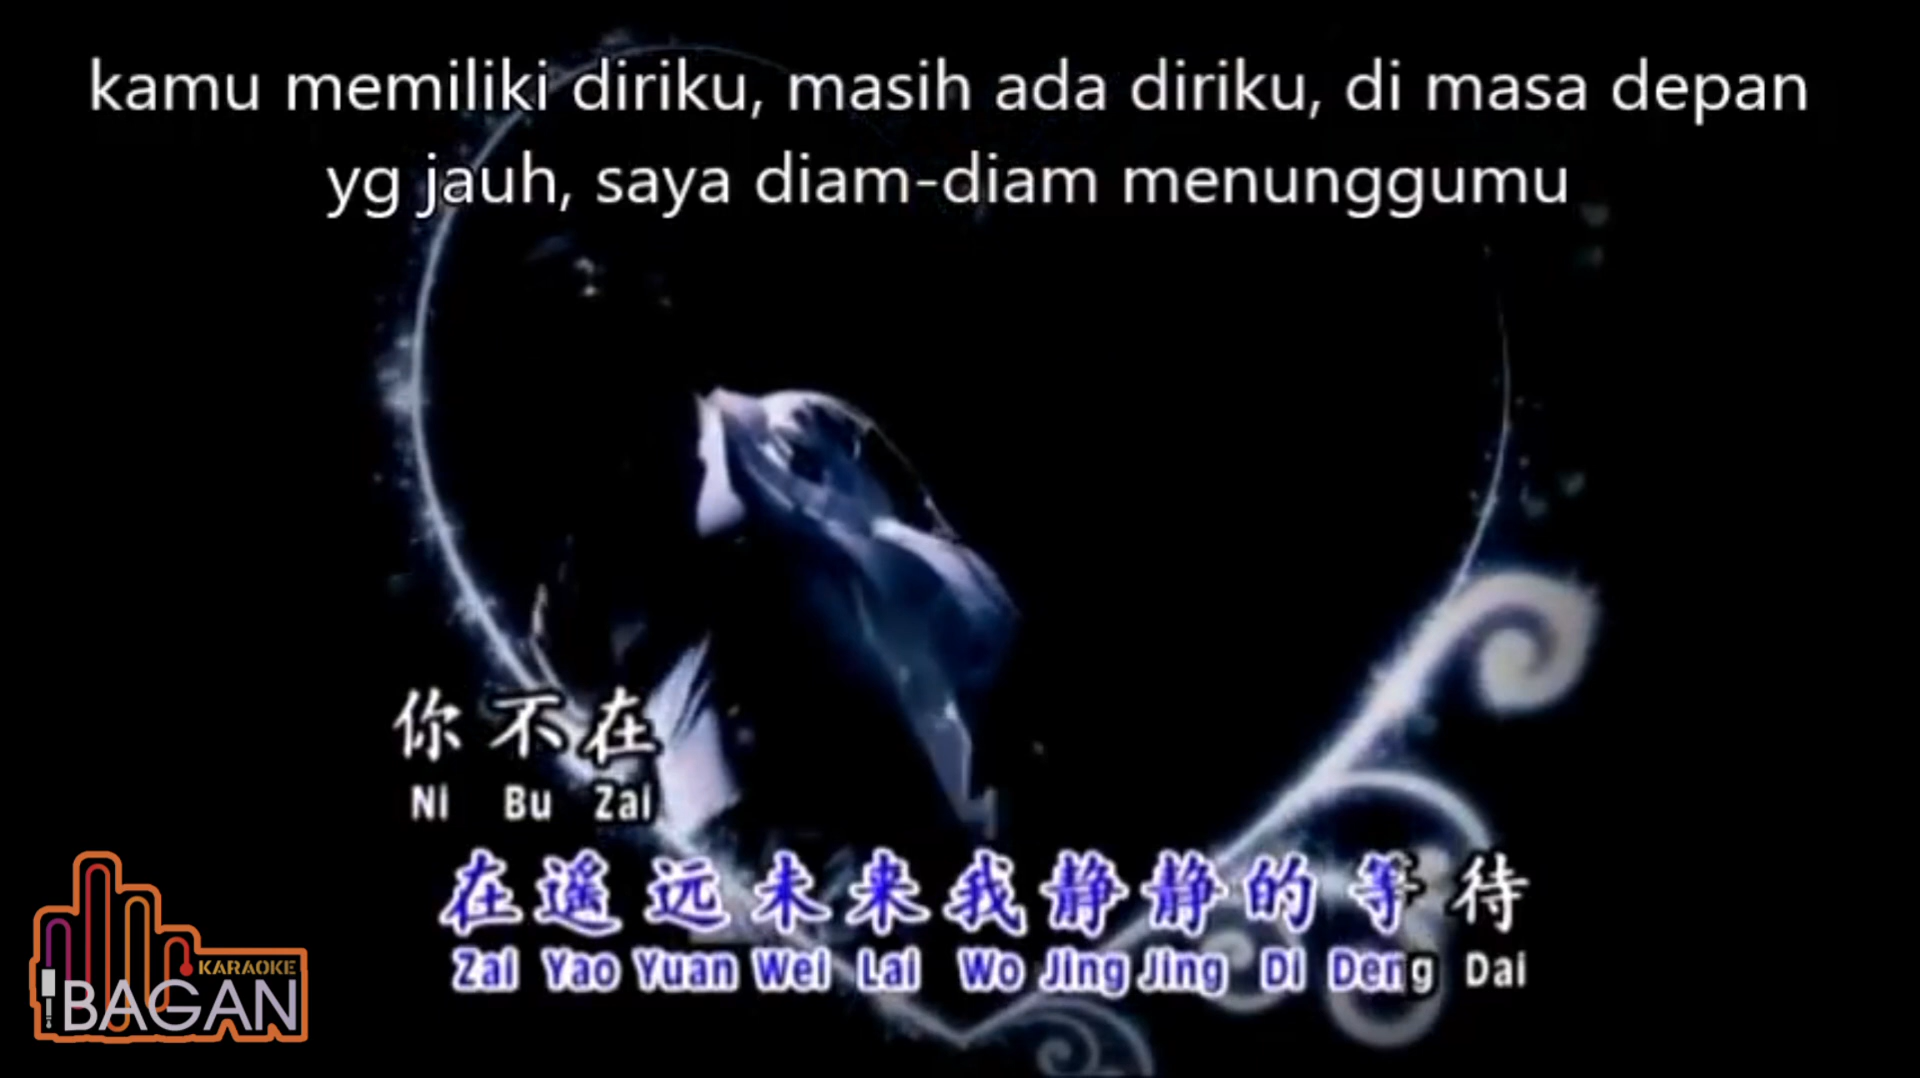 kamu memiliki diriku, masih ada diriku, di masa depan
yg jauh, saya diam-diam menunggumu
你不在
Ni Bu Zai
在遥远未来我静静的等待
Zai Yao Yuan Wei Lai Wo Jing Jing Di Deng Dai
KARAOKE
BAGAN